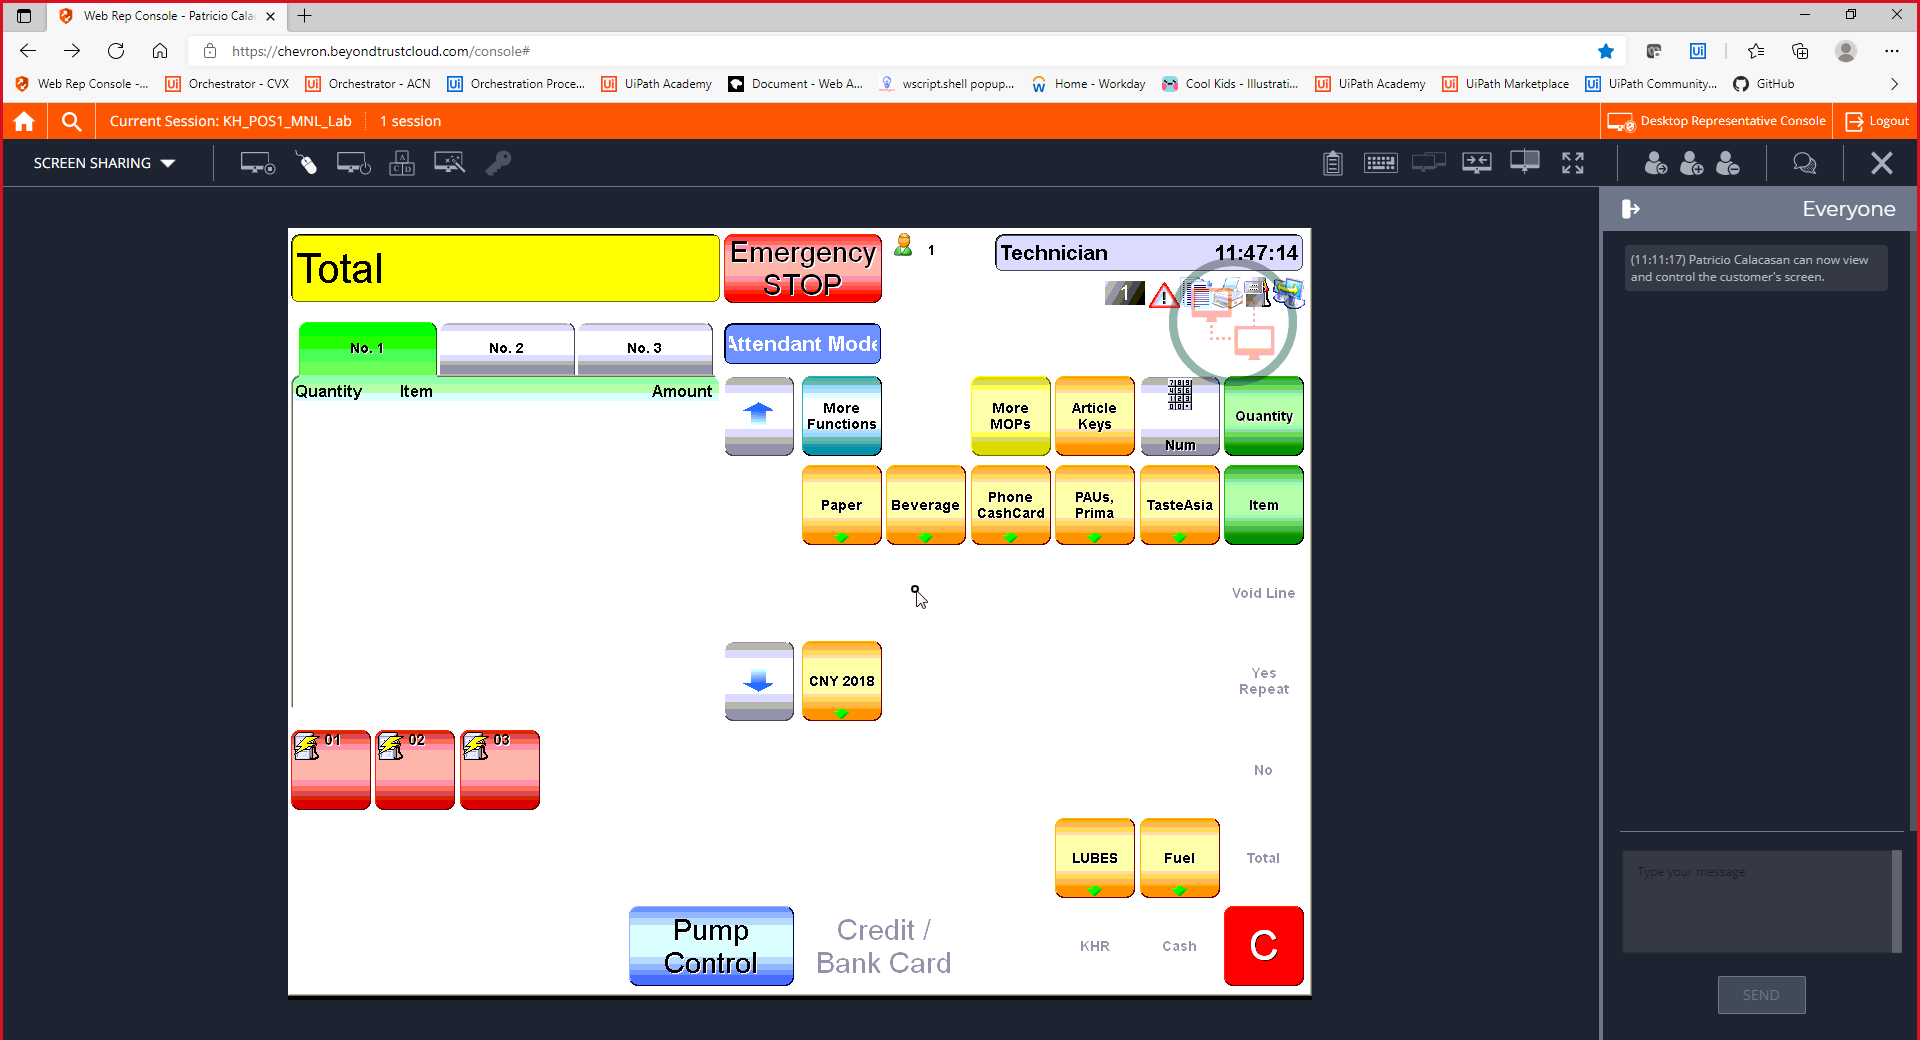 Web Rep Console - Patricio Cala
https://chevron.beyondtrustcloud.com/console#
Web Rep Console -...
Orchestrator - CVX
Orchestrator - ACN
Orchestration Proce...
UiPath Academy
Document - Web A...
wscript.shell popup...
Home - Workday
Cool Kids - Illustrati...
UiPath Academy
UiPath Marketplace
UiPath Community...
GitHub
Current Session: KH_POS1_MNL_Lab
1 session
Desktop Representative Console
Logout
SCREEN SHARING
Everyone
(11:11:17) Patricio Calacasan can now view
and control the customer's screen.
Total
Emergency
STOP
1
Technician 11:47:14
1
No. 1
No. 2
No. 3
Attendant Mode
Quantity Item Amount
More
Functions
More
MOPs
Article
Keys
Num
Quantity
Paper
Beverage
Phone
CashCard
PAUs,
Prima
TasteAsia
Item
Void Line
CNY 2018
Yes
Repeat
01
02
03
No
LUBES
Fuel
Total
Pump
Control
Credit /
Bank Card
KHR
Cash
C
Type your message
SEND